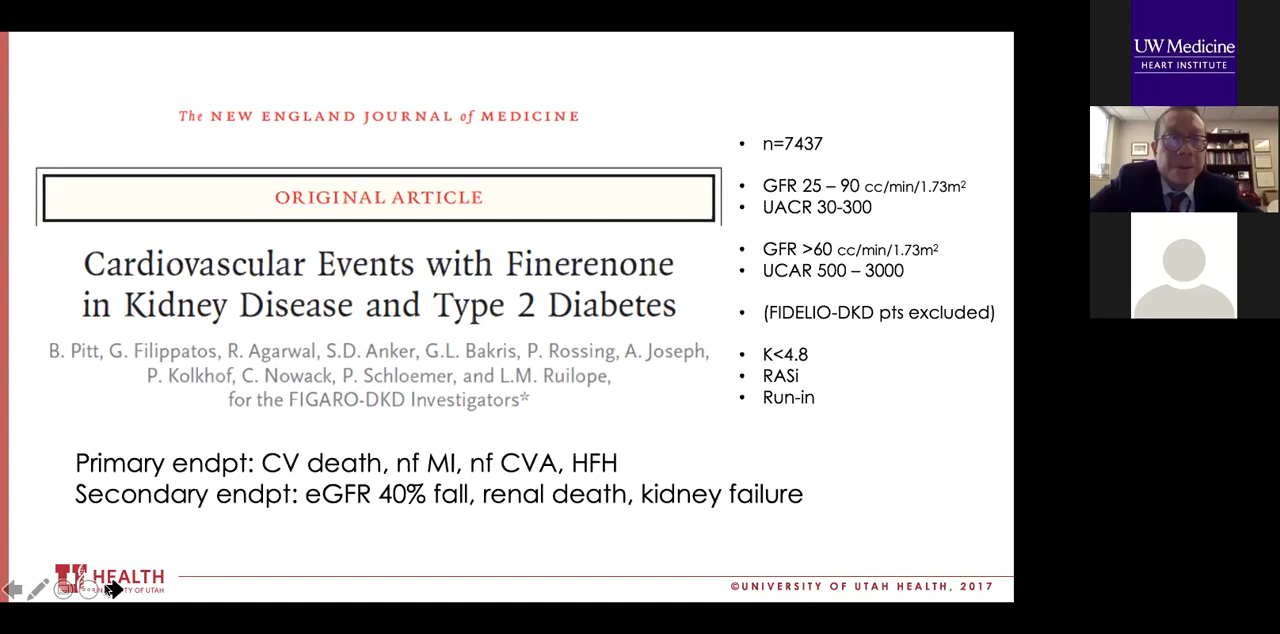 The NEW ENGLAND JOURNAL of MEDICINE
ORIGINAL ARTICLE
Cardiovascular Events with Finerenone
in Kidney Disease and Type 2 Diabetes
B. Pitt, G. Filippatos, R. Agarwal, S.D. Anker, G.L. Bakris, P. Rossing, A. Joseph,
P. Kolkhof, C. Nowack, P. Schloemer, and L.M. Ruilope,
for the FIGARO-DKD Investigators*
• n=7437
• GFR 25 – 90 cc/min/1.73m²
• UACR 30-300
• GFR >60 cc/min/1.73m²
• UCAR 500 – 3000
• (FIDELIO-DKD pts excluded)
• K<4.8
• RASi
• Run-in
Primary endpt: CV death, nf MI, nf CVA, HFH
Secondary endpt: eGFR 40% fall, renal death, kidney failure
HEALTH
OF UTAH
©UNIVERSITY OF UTAH HEALTH, 2017
UW Medicine
HEART INSTITUTE